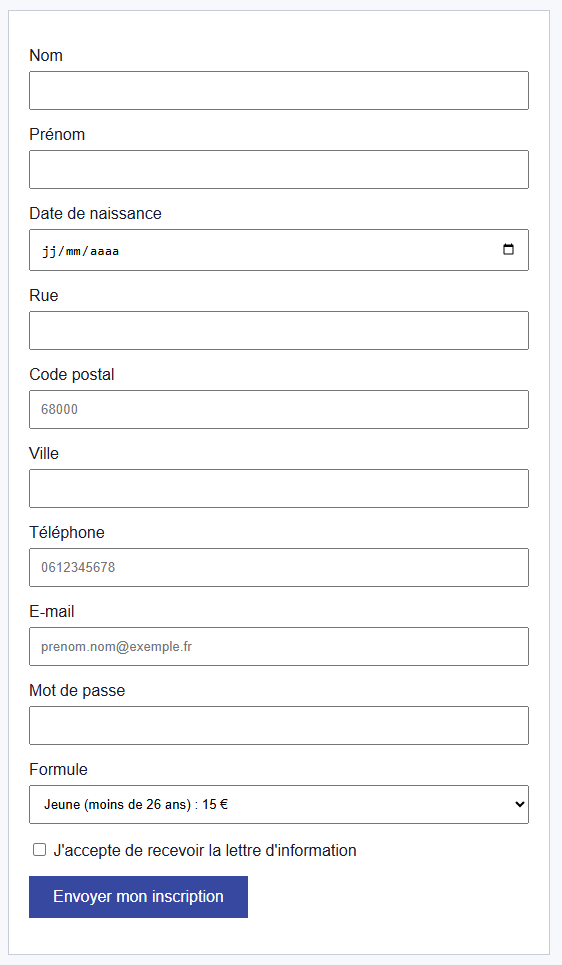 Nom
Prénom
Date de naissance
jj/mm/aaaa
Rue
Code postal
68000
Ville
Téléphone
0612345678
E-mail
prenom.nom@exemple.fr
Mot de passe
Formule
Jeune (moins de 26 ans) : 15 €
J'accepte de recevoir la lettre d'information
Envoyer mon inscription